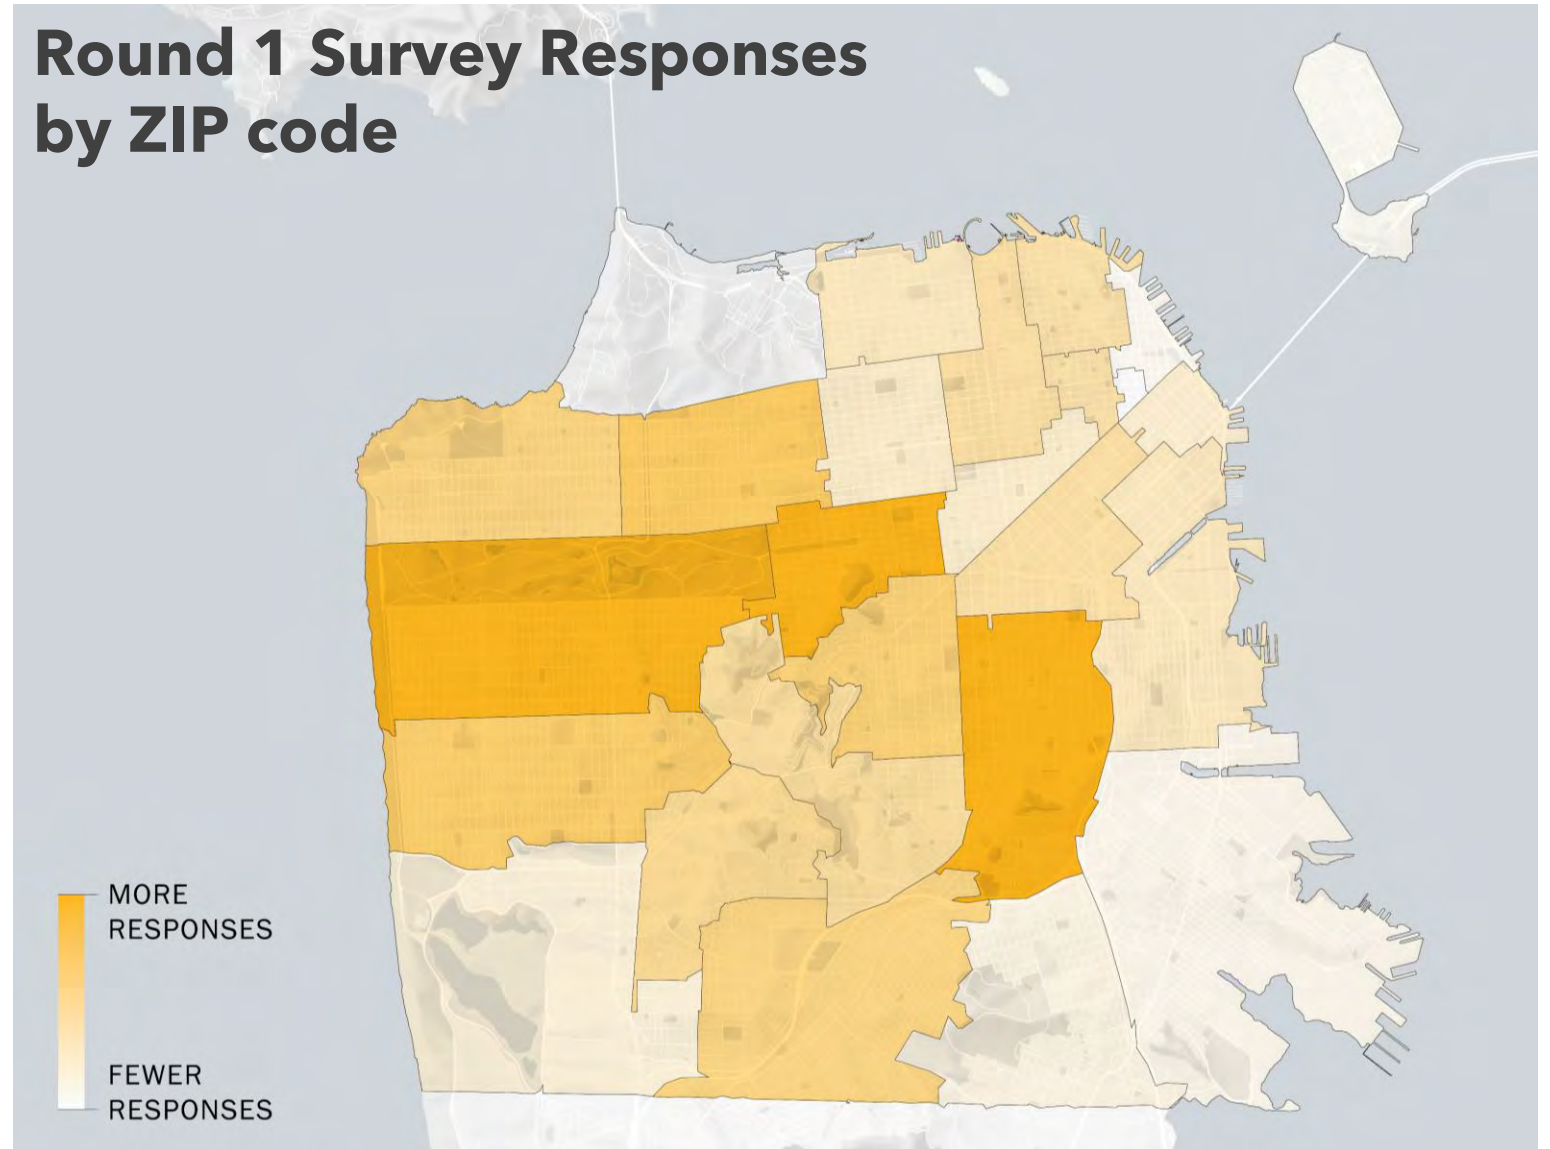 Round 1 Survey Responses
by ZIP code
MORE
RESPONSES
FEWER
RESPONSES